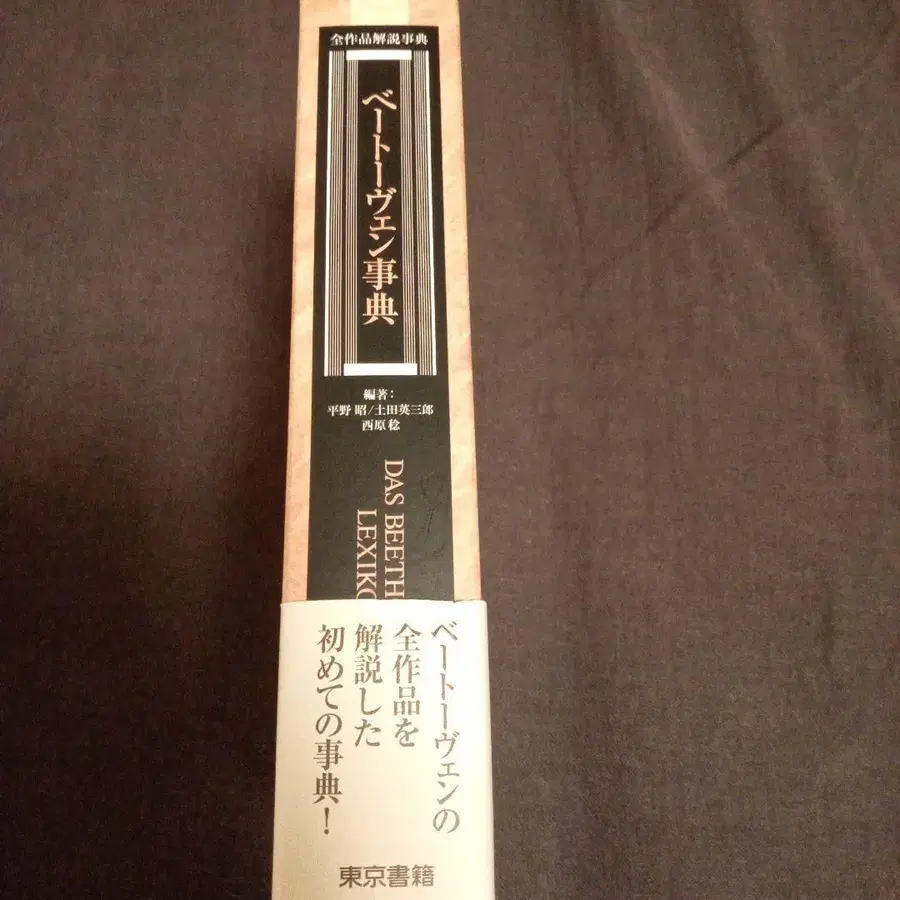 全作品解説事典
ベートーヴェン事典
編著:
平野 昭/土田英三郎
西原 稔
DAS BEETH
LEXIKO
ベートーヴェンの
全作品を
解説した
初めての事典!
東京書籍